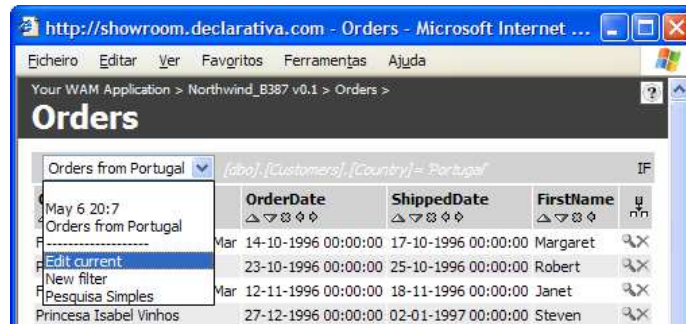 http://showroom.declarativa.com - Orders - Microsoft Internet ...
Ficheiro Editar Ver Favoritos Ferramentas Ajuda
Your WAM Application > Northwind_B387 v0.1 > Orders >
?
Orders
Orders from Portugal [dbo].[Customers].[Country]= 'Portugal' IF
OrderDate ShippedDate FirstName
May 6 20:7
Orders from Portugal
-------------------
Mar 14-10-1996 00:00:00 17-10-1996 00:00:00 Margaret
Edit current 23-10-1996 00:00:00 25-10-1996 00:00:00 Robert
New filter
Pesquisa Simples Mar 12-11-1996 00:00:00 18-11-1996 00:00:00 Janet
Princesa Isabel Vinhos 27-12-1996 00:00:00 02-01-1997 00:00:00 Steven